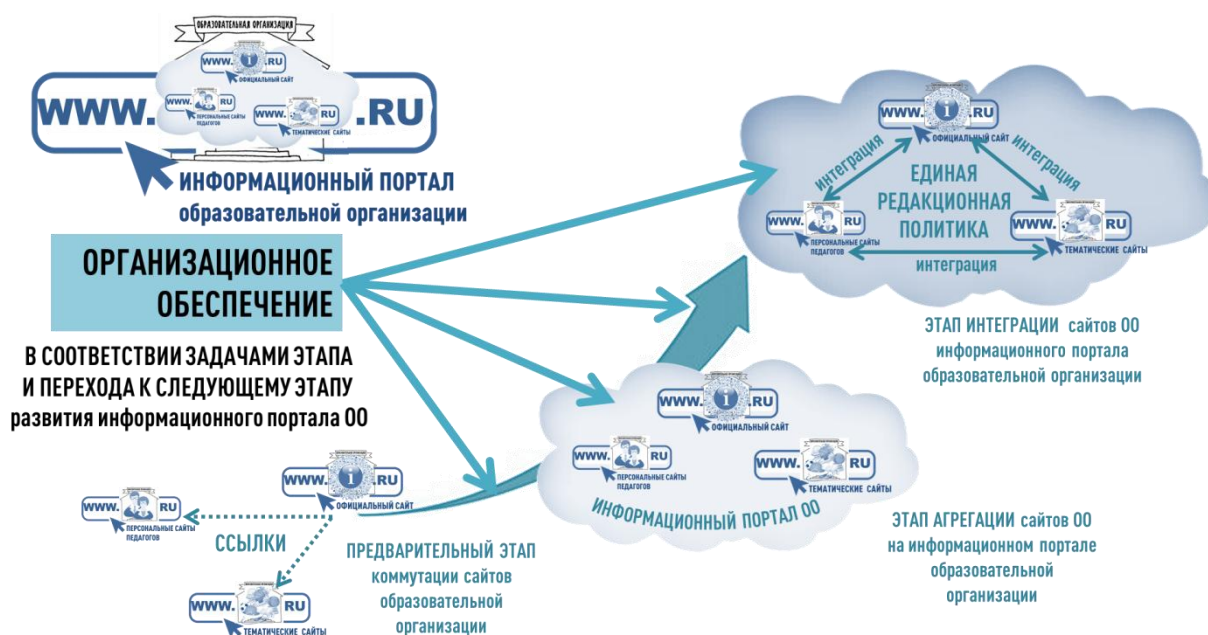 ОБРАЗОВАТЕЛЬНАЯ ОРГАНИЗАЦИЯ
WWW. i .RU
ОФИЦИАЛЬНЫЙ САЙТ
WWW. RU
ПЕРСОНАЛЬНЫЕ САЙТЫ
ПЕДАГОГОВ
WWW. RU
ТЕМАТИЧЕСКИЕ САЙТЫ
WWW. .RU
ИНФОРМАЦИОННЫЙ ПОРТАЛ
образовательной организации
ОРГАНИЗАЦИОННОЕ
ОБЕСПЕЧЕНИЕ
В СООТВЕТСТВИИ ЗАДАЧАМИ ЭТАПА
И ПЕРЕХОДА К СЛЕДУЮЩЕМУ ЭТАПУ
развития информационного портала ОО
WWW. i .RU
ОФИЦИАЛЬНЫЙ САЙТ
интеграция
интеграция
ЕДИНАЯ
РЕДАКЦИОННАЯ
ПОЛИТИКА
WWW. RU
ПЕРСОНАЛЬНЫЕ САЙТЫ
ПЕДАГОГОВ
WWW. RU
ТЕМАТИЧЕСКИЕ САЙТЫ
интеграция
ЭТАП ИНТЕГРАЦИИ сайтов ОО
информационного портала
образовательной организации
WWW. i .RU
ОФИЦИАЛЬНЫЙ САЙТ
WWW. RU
ПЕРСОНАЛЬНЫЕ САЙТЫ
ПЕДАГОГОВ
WWW. RU
ТЕМАТИЧЕСКИЕ САЙТЫ
ИНФОРМАЦИОННЫЙ ПОРТАЛ ОО
ЭТАП АГРЕГАЦИИ сайтов ОО
на информационном портале
образовательной
организации
WWW. i .RU
ОФИЦИАЛЬНЫЙ САЙТ
WWW. RU
ПЕРСОНАЛЬНЫЕ САЙТЫ
ПЕДАГОГОВ
ССЫЛКИ
WWW. RU
ТЕМАТИЧЕСКИЕ САЙТЫ
ПРЕДВАРИТЕЛЬНЫЙ ЭТАП
коммутации сайтов
образовательной
организации